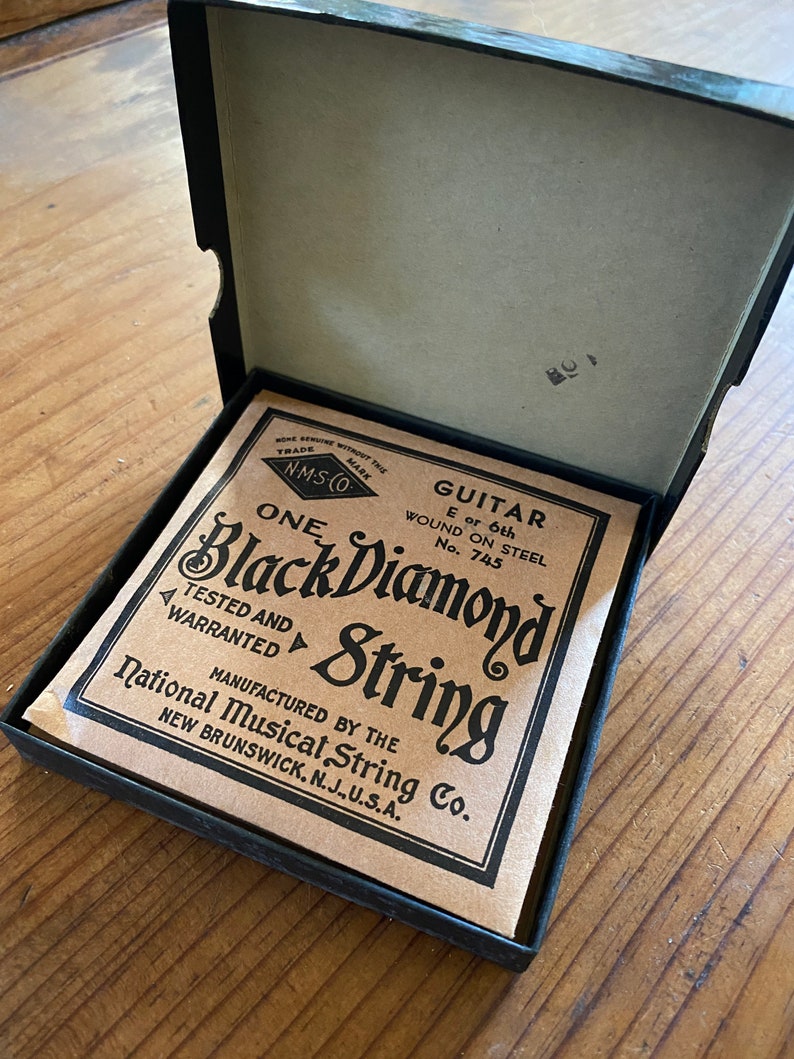 NONE GENUINE WITHOUT THIS
TRADE MARK
N.M.S.CO.
GUITAR
E or 6th
WOUND ON STEEL
No. 745
ONE
Black Diamond
String
TESTED AND
WARRANTED
MANUFACTURED BY THE
National Musical String Co.
NEW BRUNSWICK, N.J., U.S.A.